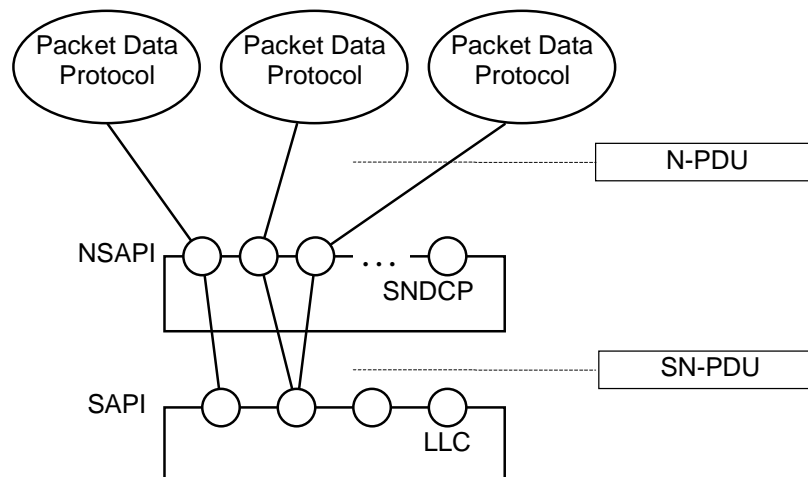 Packet Data
Protocol
Packet Data
Protocol
Packet Data
Protocol
N-PDU
NSAPI
...
SNDCP
SN-PDU
SAPI
LLC